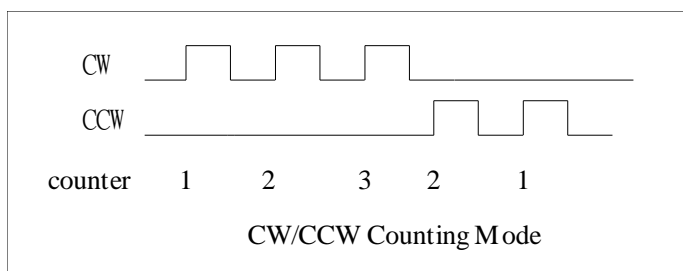 CW
CCW
counter 1 2 3 2 1
CW/CCW Counting Mode